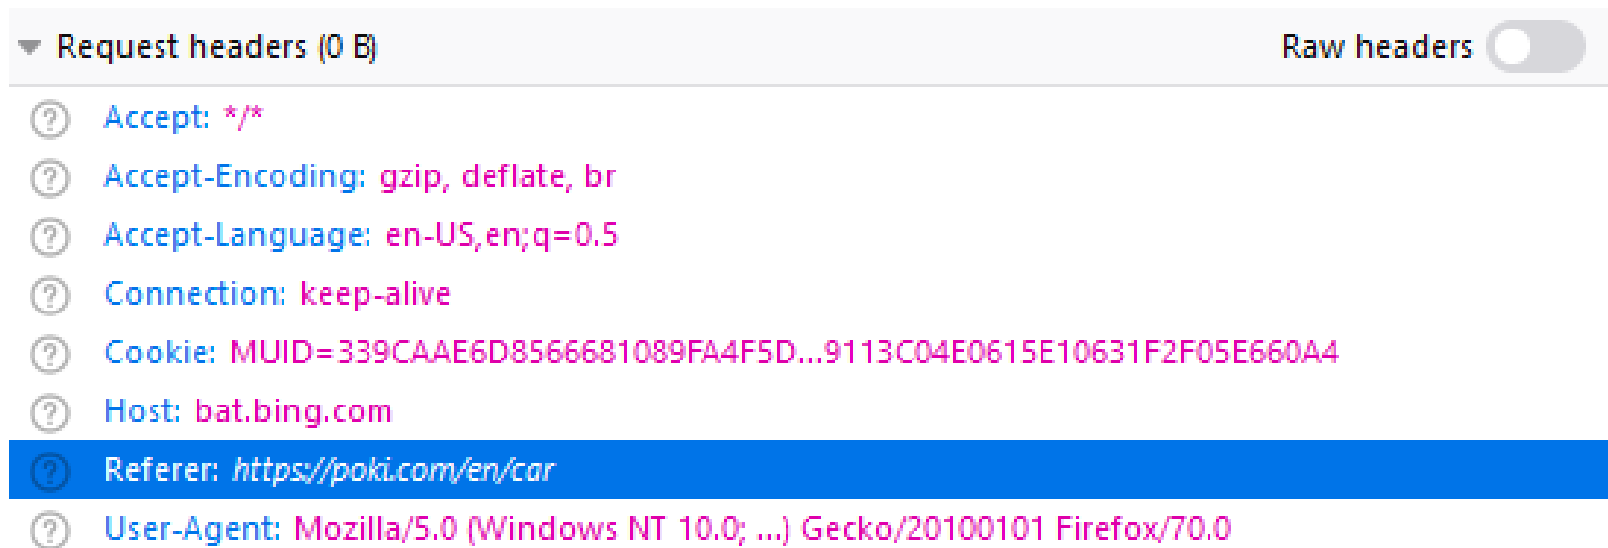 Request headers (0 B) Raw headers
Accept: */*
Accept-Encoding: gzip, deflate, br
Accept-Language: en-US,en;q=0.5
Connection: keep-alive
Cookie: MUID=339CAAE6D8566681089FA4F5D...9113C04E0615E10631F2F05E660A4
Host: bat.bing.com
Referer: https://poki.com/en/car
User-Agent: Mozilla/5.0 (Windows NT 10.0; ...) Gecko/20100101 Firefox/70.0